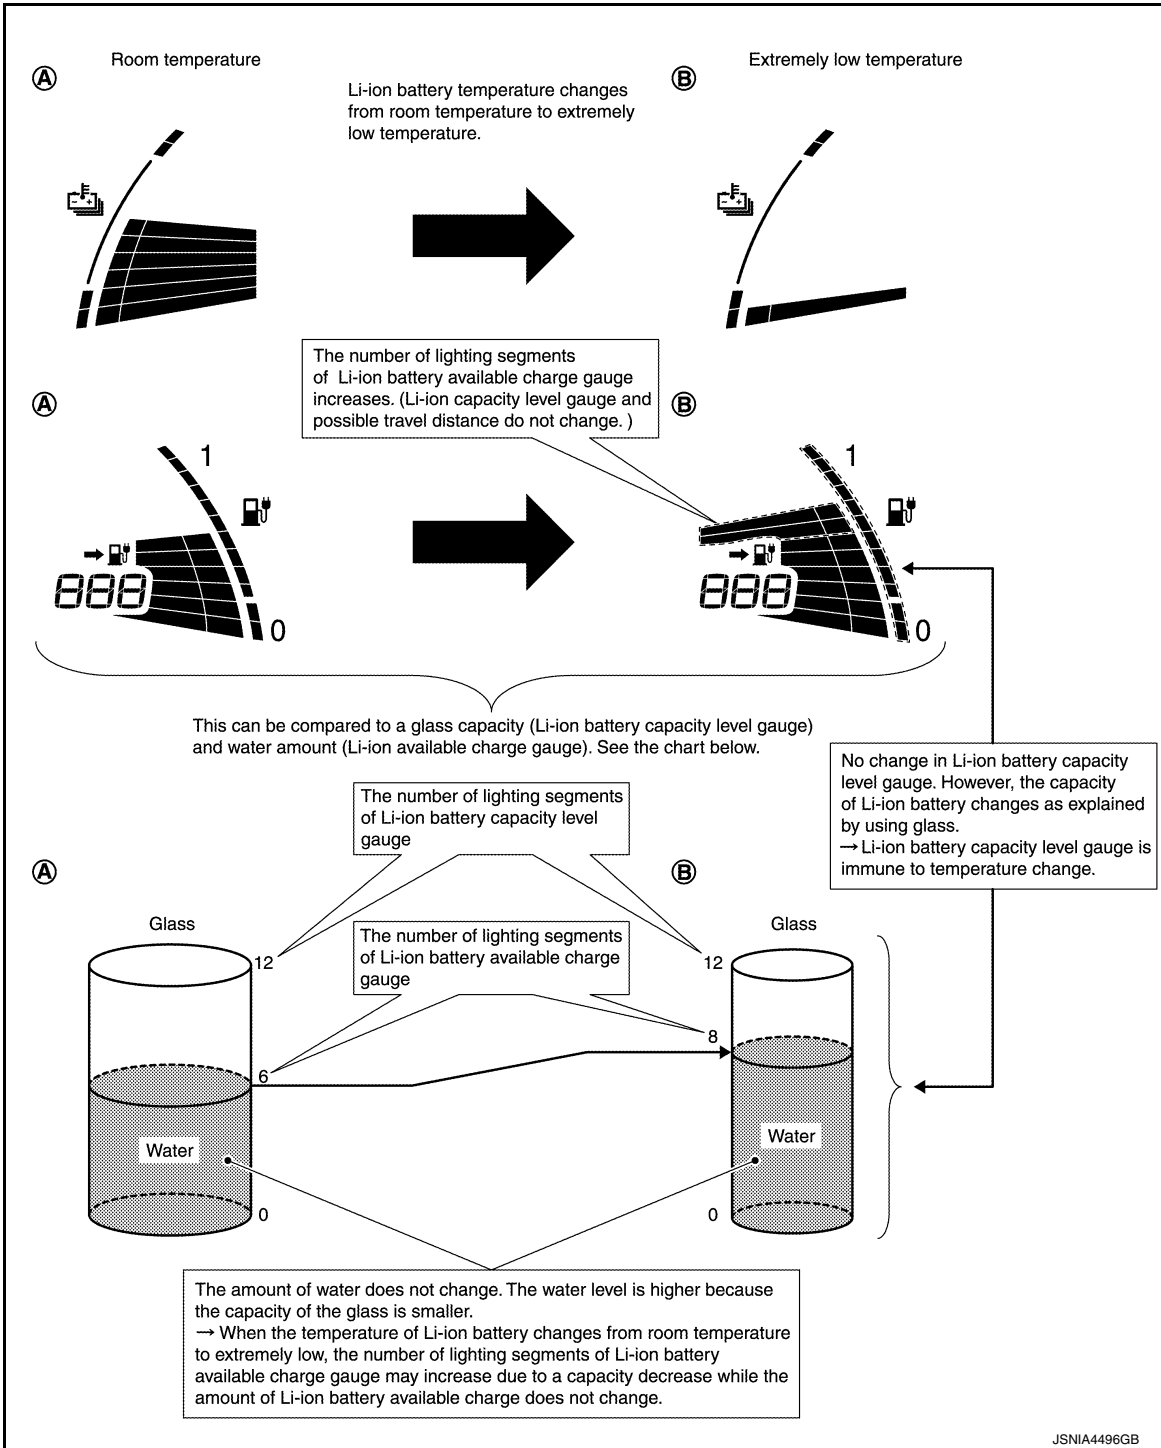 Room temperature
Extremely low temperature
A
B
Li-ion battery temperature changes
from room temperature to extremely
low temperature.
The number of lighting segments
of Li-ion battery available charge gauge
increases. (Li-ion capacity level gauge and
possible travel distance do not change. )
A
B
1
1
888
888
0
0
This can be compared to a glass capacity (Li-ion battery capacity level gauge)
and water amount (Li-ion available charge gauge). See the chart below.
No change in Li-ion battery capacity
level gauge. However, the capacity
of Li-ion battery changes as explained
by using glass.
→ Li-ion battery capacity level gauge is
immune to temperature change.
The number of lighting segments
of Li-ion battery capacity level
gauge
A
B
Glass
Glass
The number of lighting segments
of Li-ion battery available charge
gauge
12
12
8
6
Water
Water
0
0
The amount of water does not change. The water level is higher because
the capacity of the glass is smaller.
→ When the temperature of Li-ion battery changes from room temperature
to extremely low, the number of lighting segments of Li-ion battery
available charge gauge may increase due to a capacity decrease while the
amount of Li-ion battery available charge does not change.
JSNIA4496GB